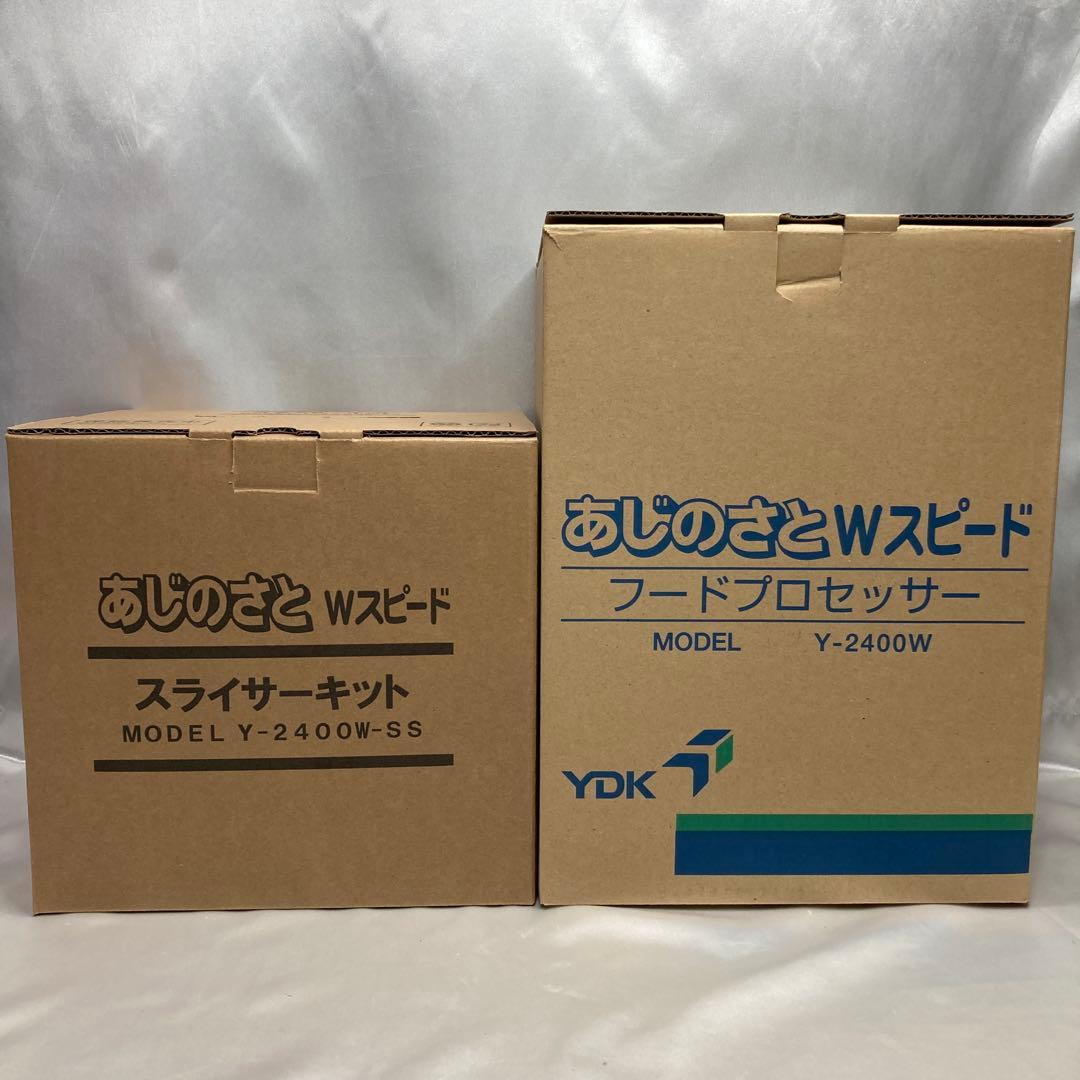 あじのさと Wスピード
スライサーキット
MODEL Y-2400W-SS
あじのさとWスピード
フードプロセッサー
MODEL Y-2400W
YDK